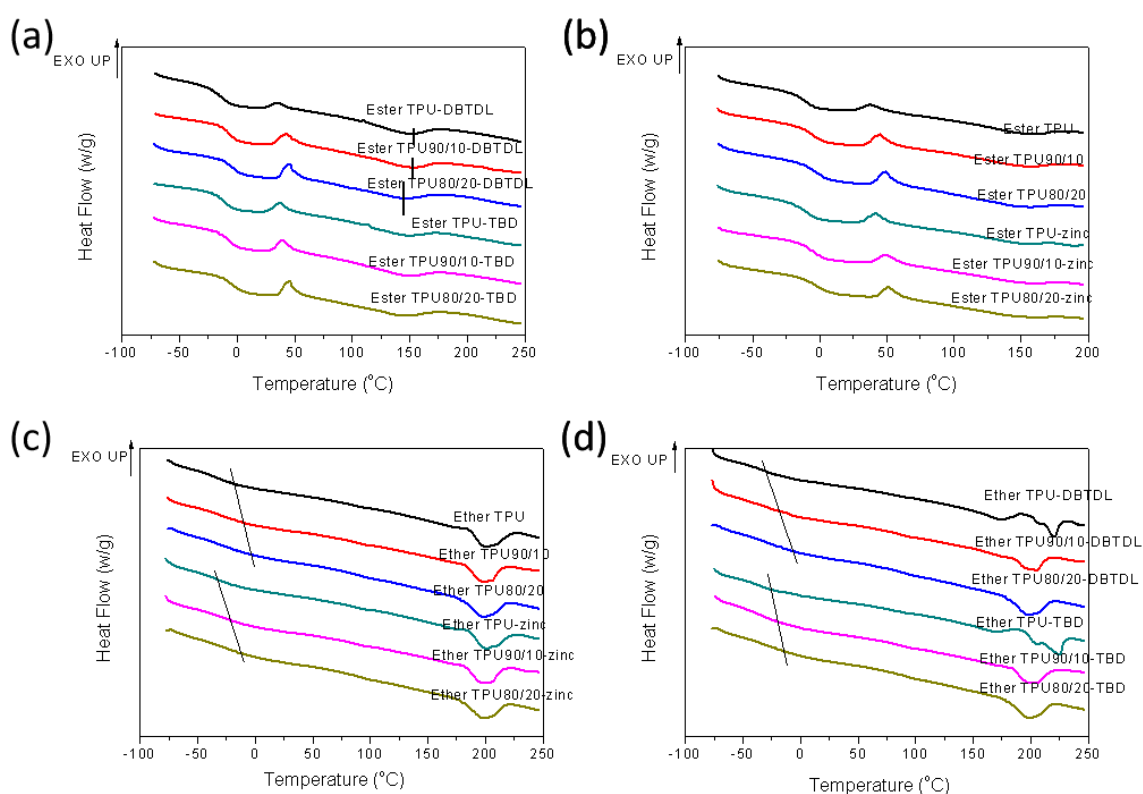 (a)
EXO UP
Heat Flow (w/g)
Ester TPU-DBTDL
Ester TPU90/10-DBTDL
Ester TPU80/20-DBTDL
Ester TPU-TBD
Ester TPU90/10-TBD
Ester TPU80/20-TBD
-100 -50 0 50 100 150 200 250
Temperature (°C)
(b)
EXO UP
Heat Flow (w/g)
Ester TPU
Ester TPU90/10
Ester TPU80/20
Ester TPU-zinc
Ester TPU90/10-zinc
Ester TPU80/20-zinc
-100 -50 0 50 100 150 200
Temperature (°C)
(c)
EXO UP
Heat Flow (w/g)
Ether TPU
Ether TPU90/10
Ether TPU80/20
Ether TPU-zinc
Ether TPU90/10-zinc
Ether TPU80/20-zinc
-100 -50 0 50 100 150 200 250
Temperature (°C)
(d)
EXO UP
Heat Flow (w/g)
Ether TPU-DBTDL
Ether TPU90/10-DBTDL
Ether TPU80/20-DBTDL
Ether TPU-TBD
Ether TPU90/10-TBD
Ether TPU80/20-TBD
-100 -50 0 50 100 150 200 250
Temperature (°C)